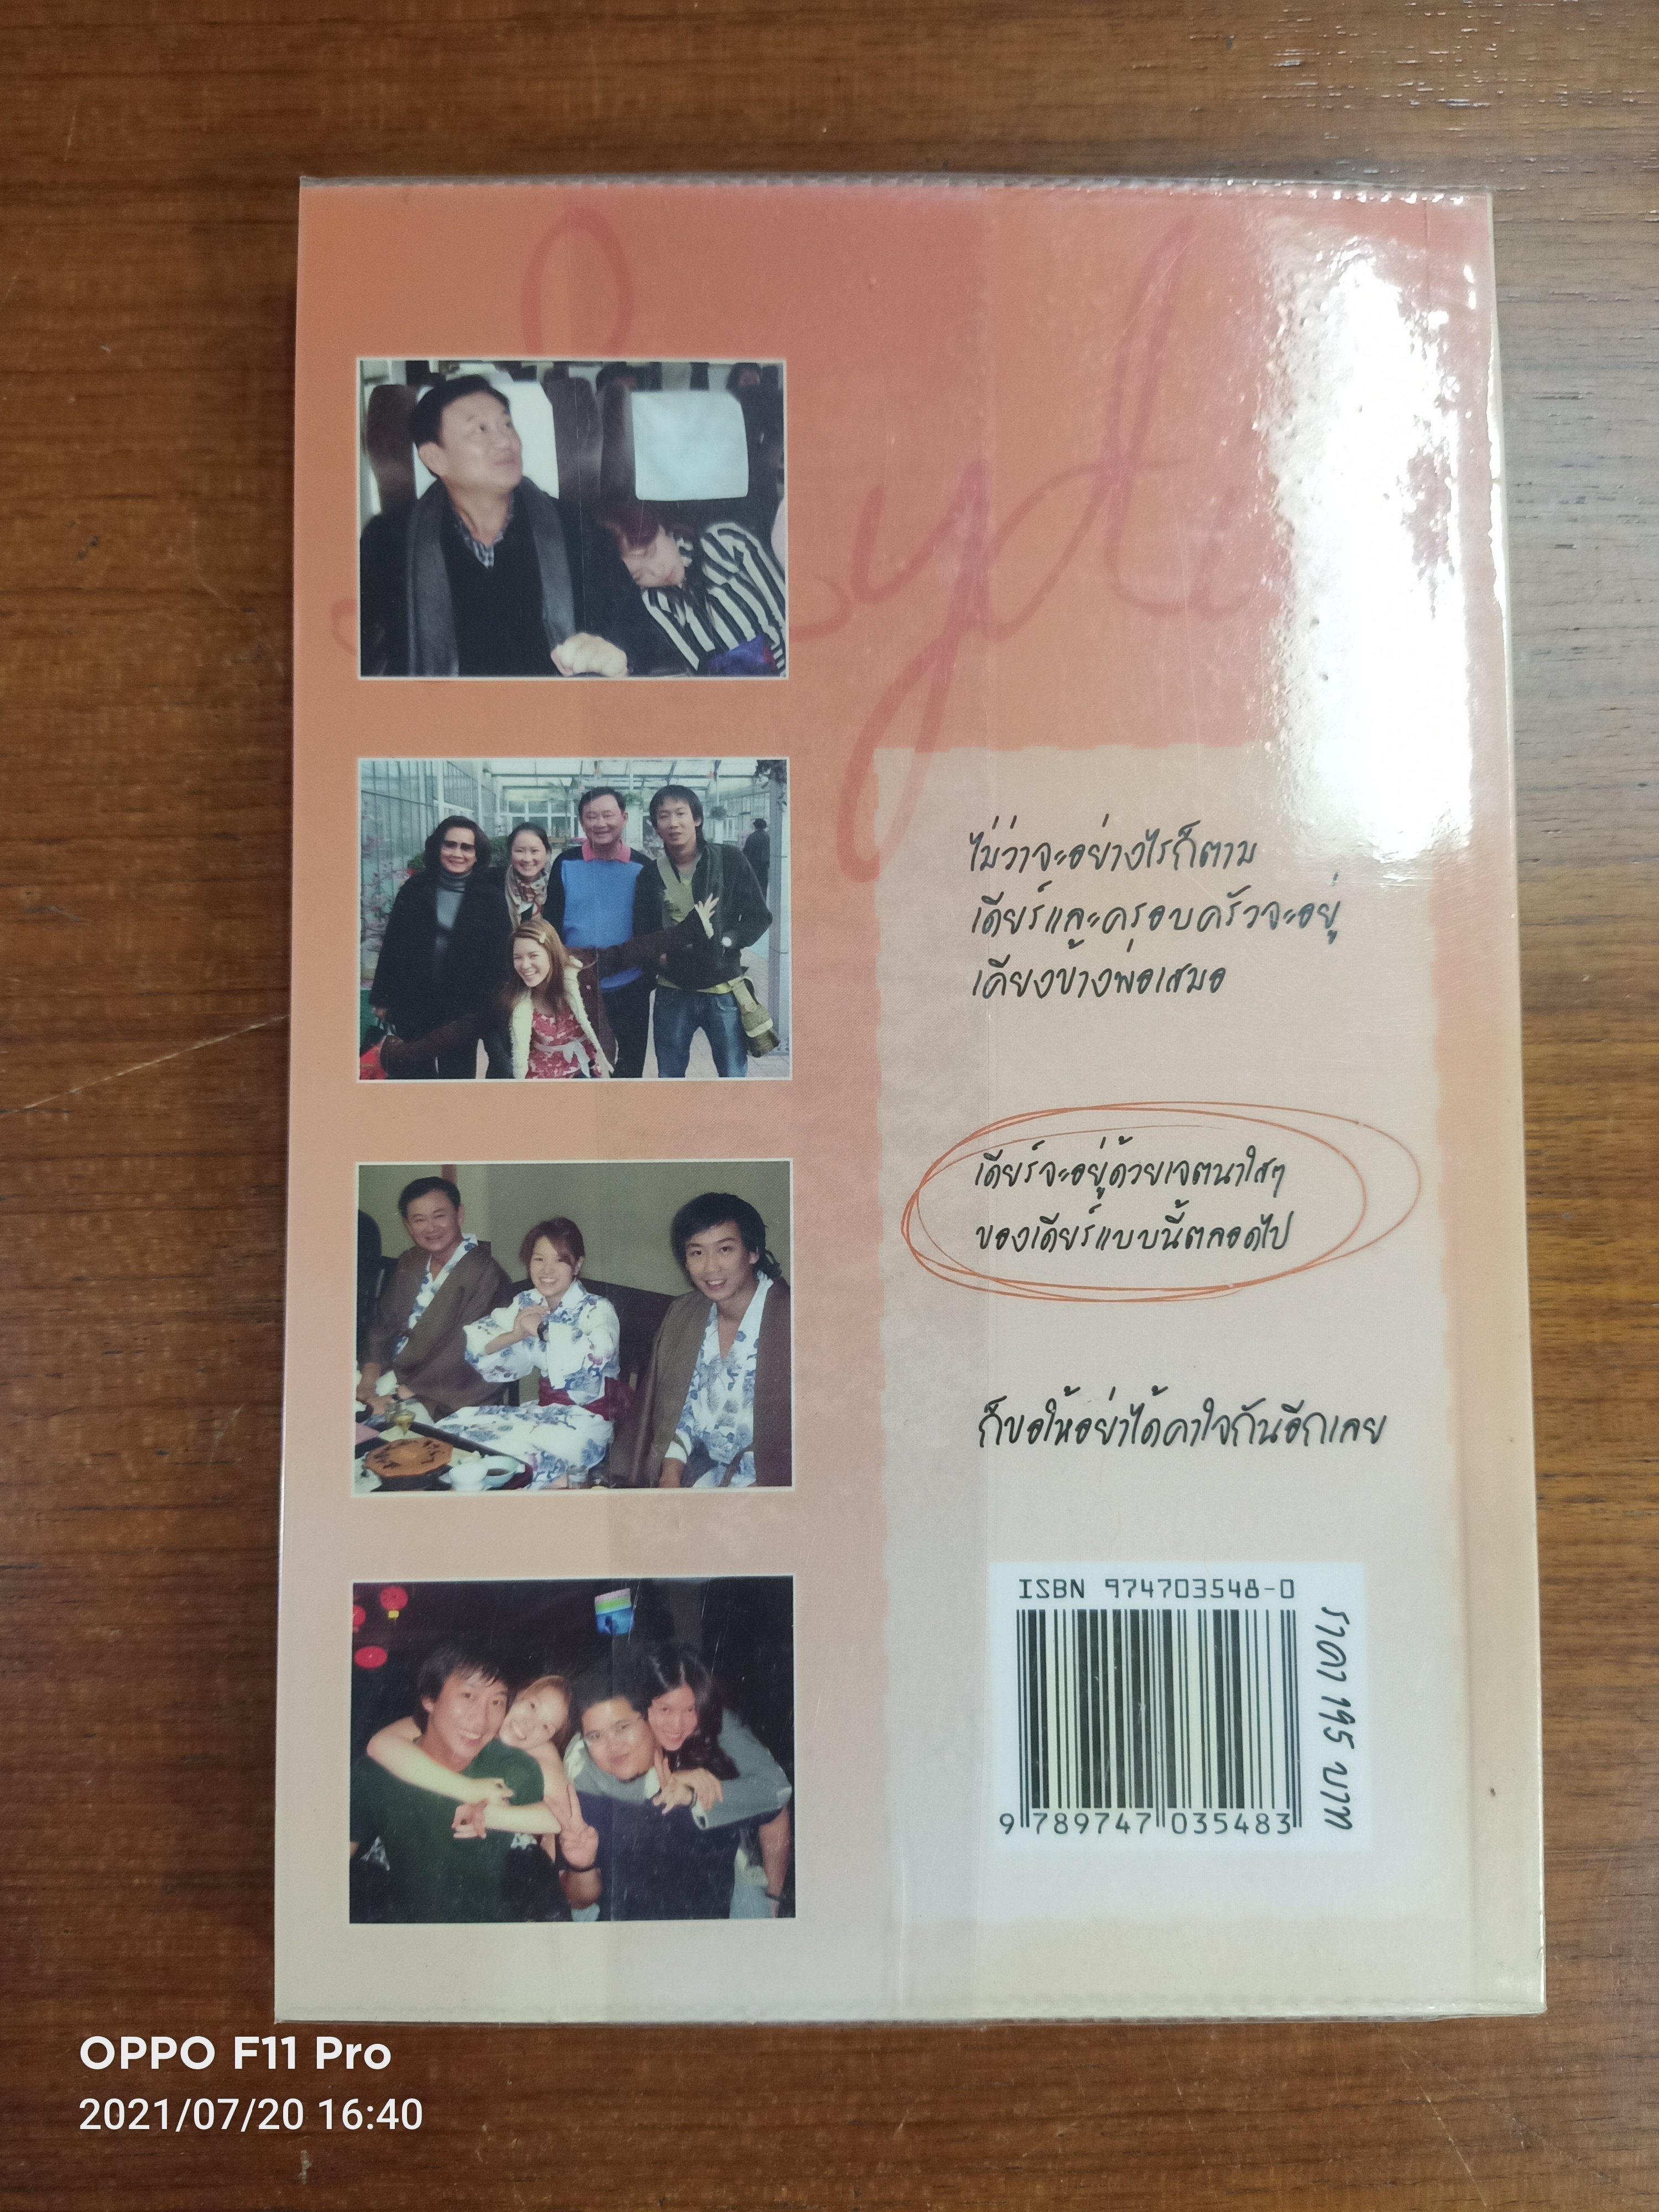 ไม่ว่าจะอย่างไรก็ตาม
เดียร์และครอบครัวจะอยู่
เคียงข้างพ่อเสมอ
เดียร์จะอยู่ด้วยเจตนาใสๆ
ของเดียร์แบบนี้ตลอดไป
ก็ขอให้อย่าได้คาใจกันอีกเลย
ISBN 974703548-0
9 789747 035483
ราคา 195 บาท
OPPO F11 Pro
2021/07/20 16:40